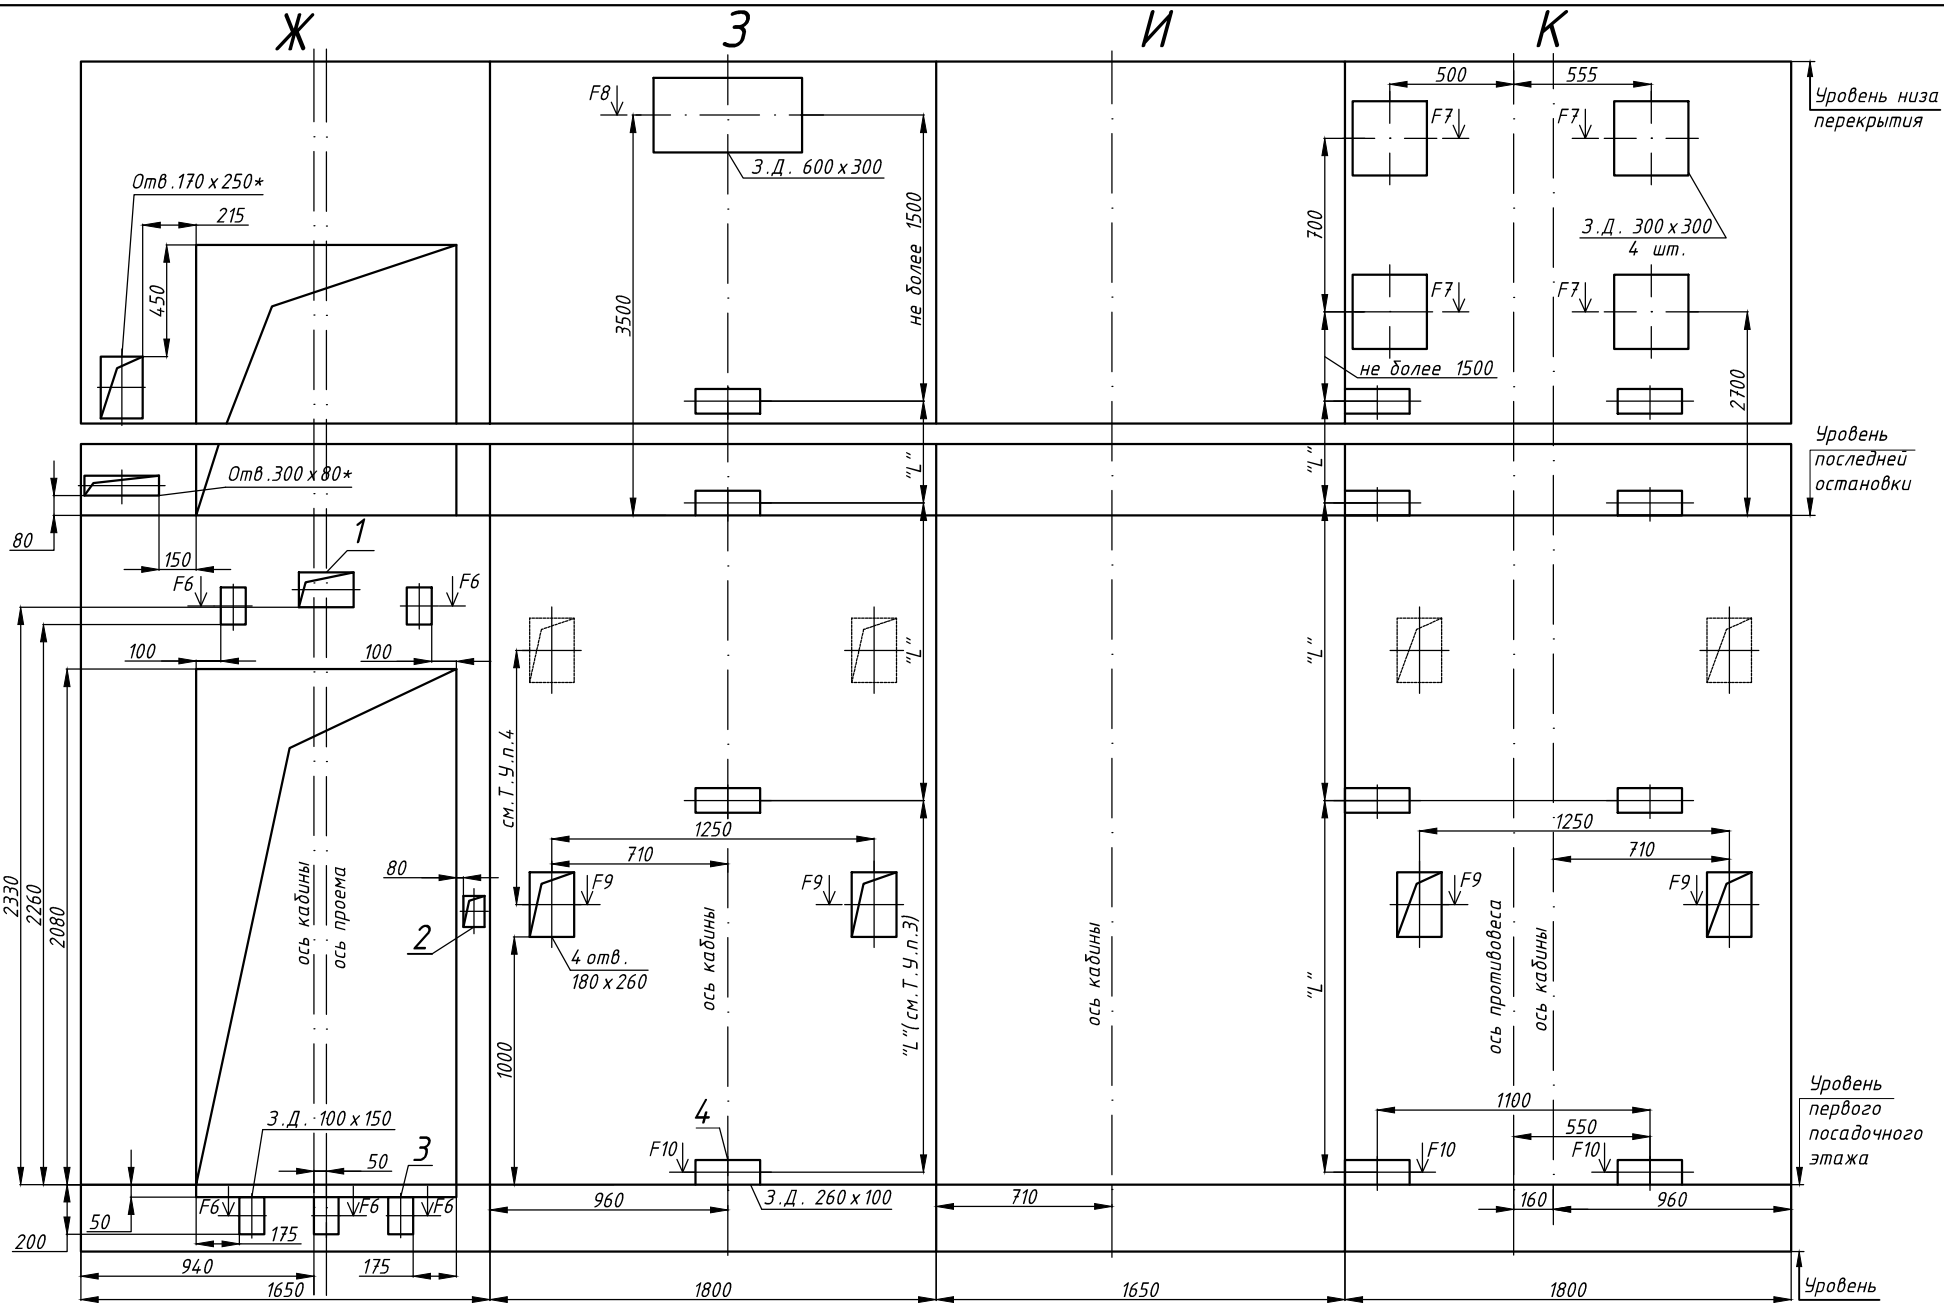 Ж
З
И
К
500
555
Уровень низа
перекрытия
F8
F7
F7
З.Д. 600 x 300
Отв.170 x 250*
215
не более 1500
700
З.Д. 300 x 300
4 шт.
450
3500
F7
F7
не более 1500
2700
Уровень
последней
остановки
Отв.300 x 80*
"L"
"L"
80
150
1
F6
F6
100
100
"L"
"L"
см.Т.У.п.4
1250
710
1250
710
80
F9
F9
F9
F9
2330
2260
2080
ось кабины
ось проема
2
4 отв.
180 x 260
ось кабины
"L"(см.Т.У.п.3)
ось кабины
"L"
ось противовеса
ось кабины
1000
Уровень
первого
посадочного
этажа
З.Д. 100 x 150
3
4
1100
550
F10
F10
F10
50
F6
F6
F6
960
З.Д. 260 x 100
710
160
960
50
200
175
940
175
1650
1800
1650
1800
Уровень